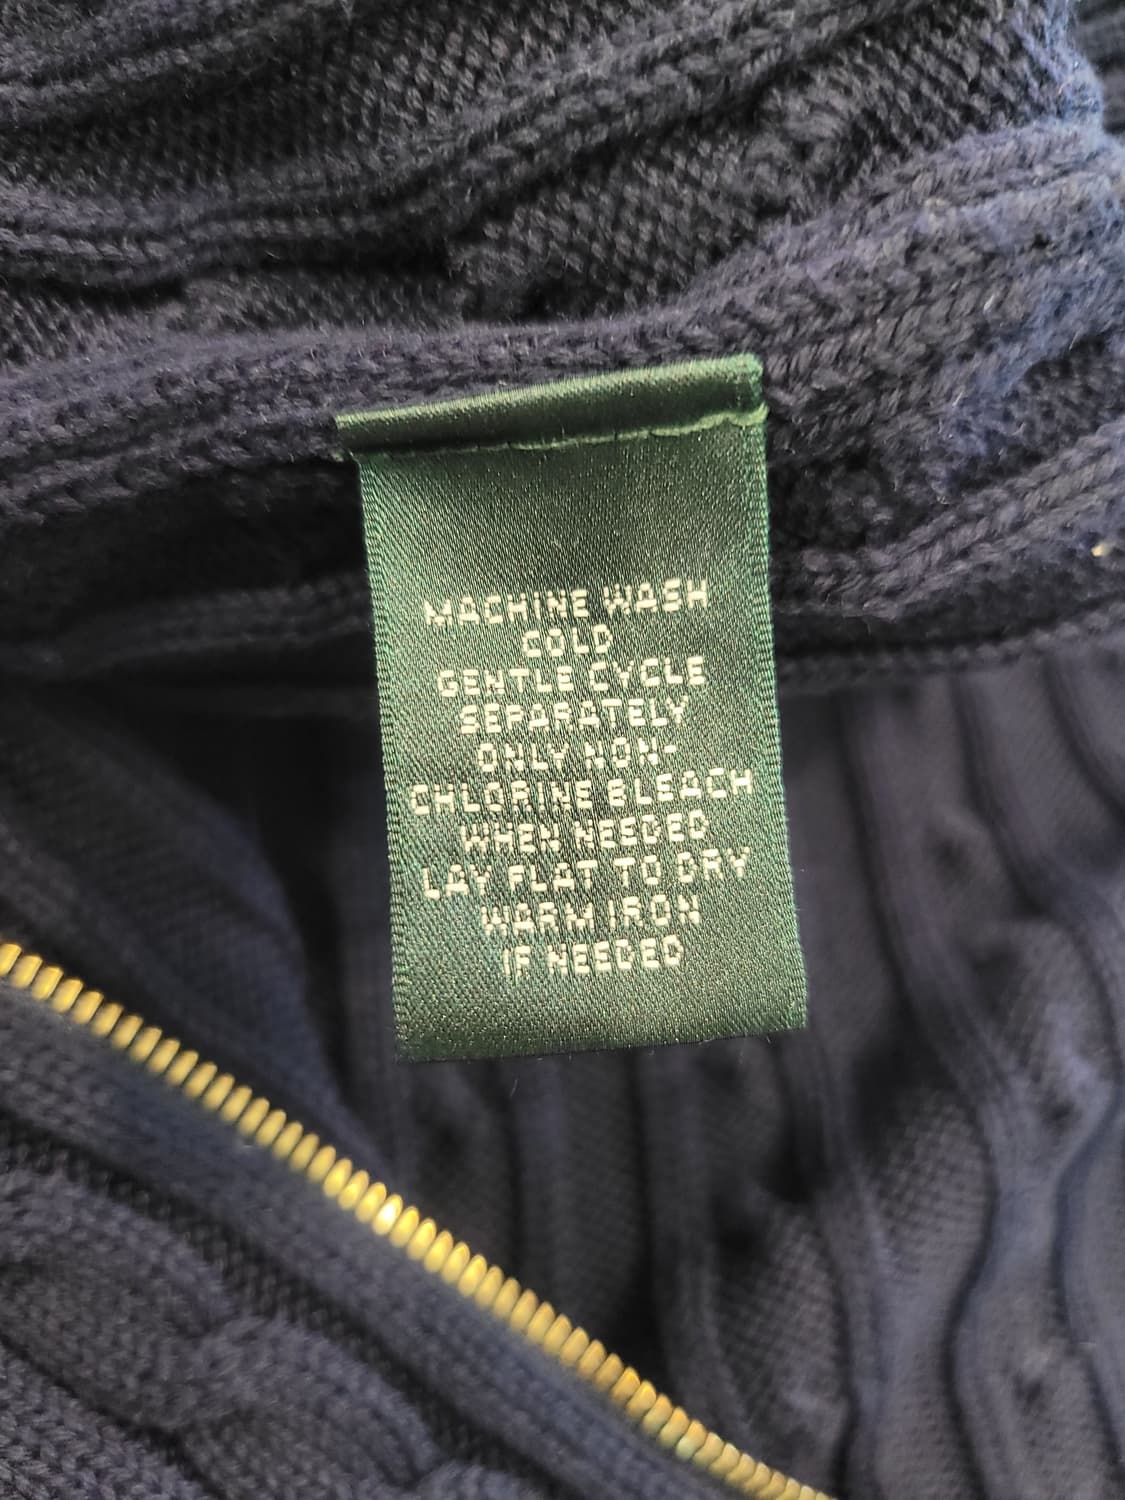 MACHINE WASH
COLD
GENTLE CYCLE
SEPARATELY
ONLY NON-
CHLORINE BLEACH
WHEN NEEDED
LAY FLAT TO DRY
WARM IRON
IF NEEDED